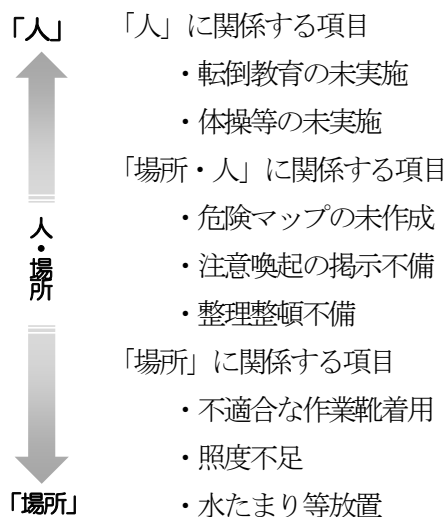 「人」
人・場所
「場所」
「人」に関係する項目
・転倒教育の未実施
・体操等の未実施
「場所・人」に関係する項目
・危険マップの未作成
・注意喚起の掲示不備
・整理整頓不備
「場所」に関係する項目
・不適合な作業靴着用
・照度不足
・水たまり等放置